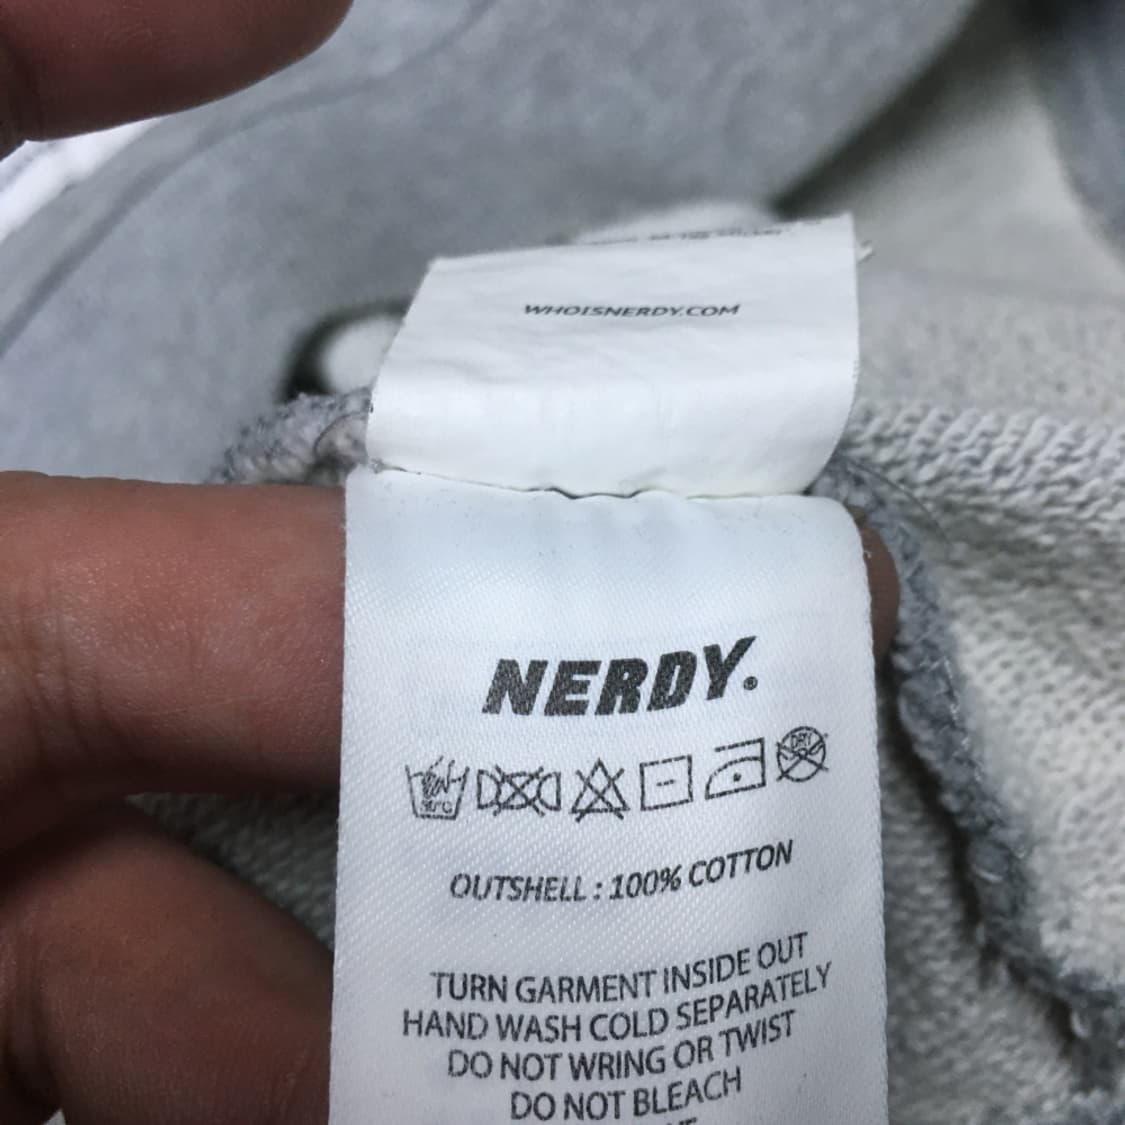 WHOISNERDY.COM
NERDY.®
DRY
OUTSHELL : 100% COTTON
TURN GARMENT INSIDE OUT
HAND WASH COLD SEPARATELY
DO NOT WRING OR TWIST
DO NOT BLEACH